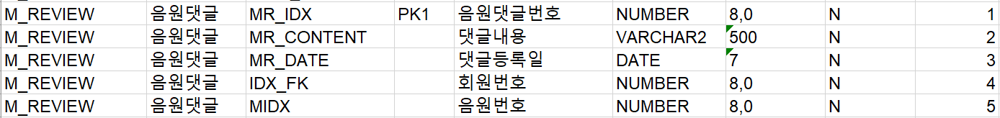 M_REVIEW 음원댓글 MR_IDX PK1 음원댓글번호 NUMBER 8,0 N 1
M_REVIEW 음원댓글 MR_CONTENT 댓글내용 VARCHAR2 500 N 2
M_REVIEW 음원댓글 MR_DATE 댓글등록일 DATE 7 N 3
M_REVIEW 음원댓글 IDX_FK 회원번호 NUMBER 8,0 N 4
M_REVIEW 음원댓글 MIDX 음원번호 NUMBER 8,0 N 5